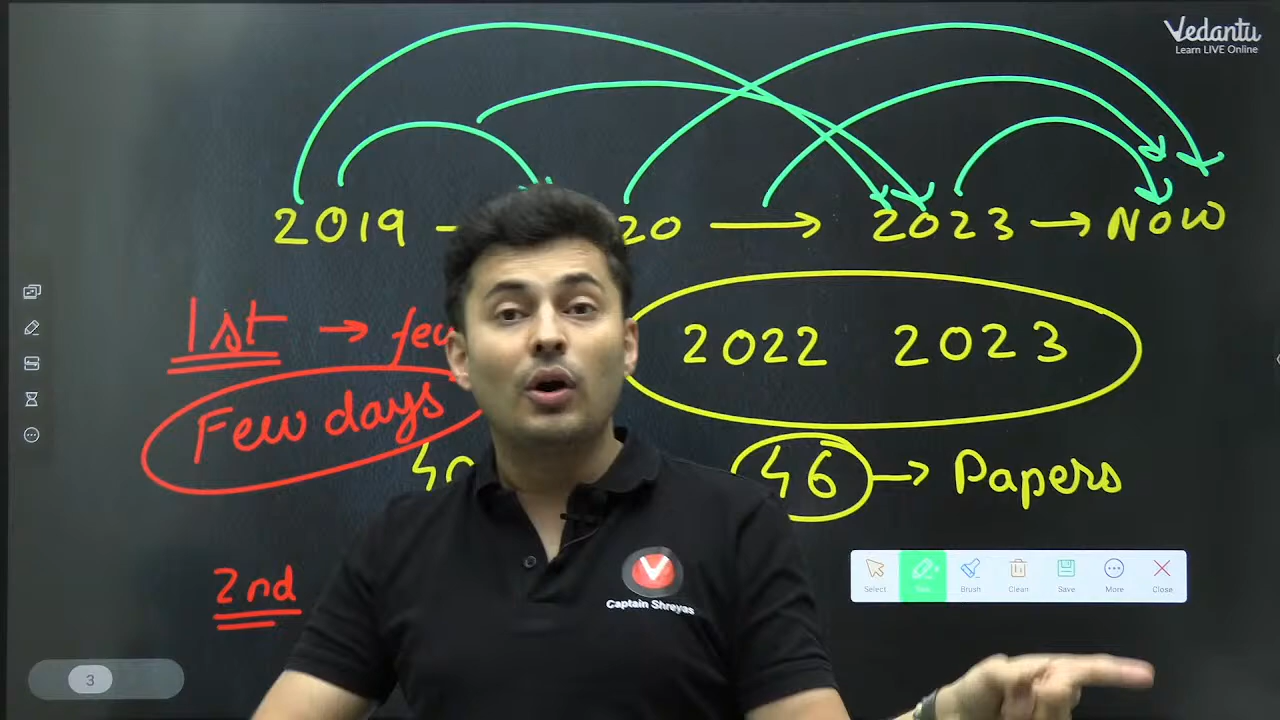 Vedantu
Learn LIVE Online
2019 → 20 → 2023 → NOW
1st → few
2022 2023
Few days
46 → Papers
2nd
Captain Shreyas
Select
Brush
Clean
Save
More
Close
3